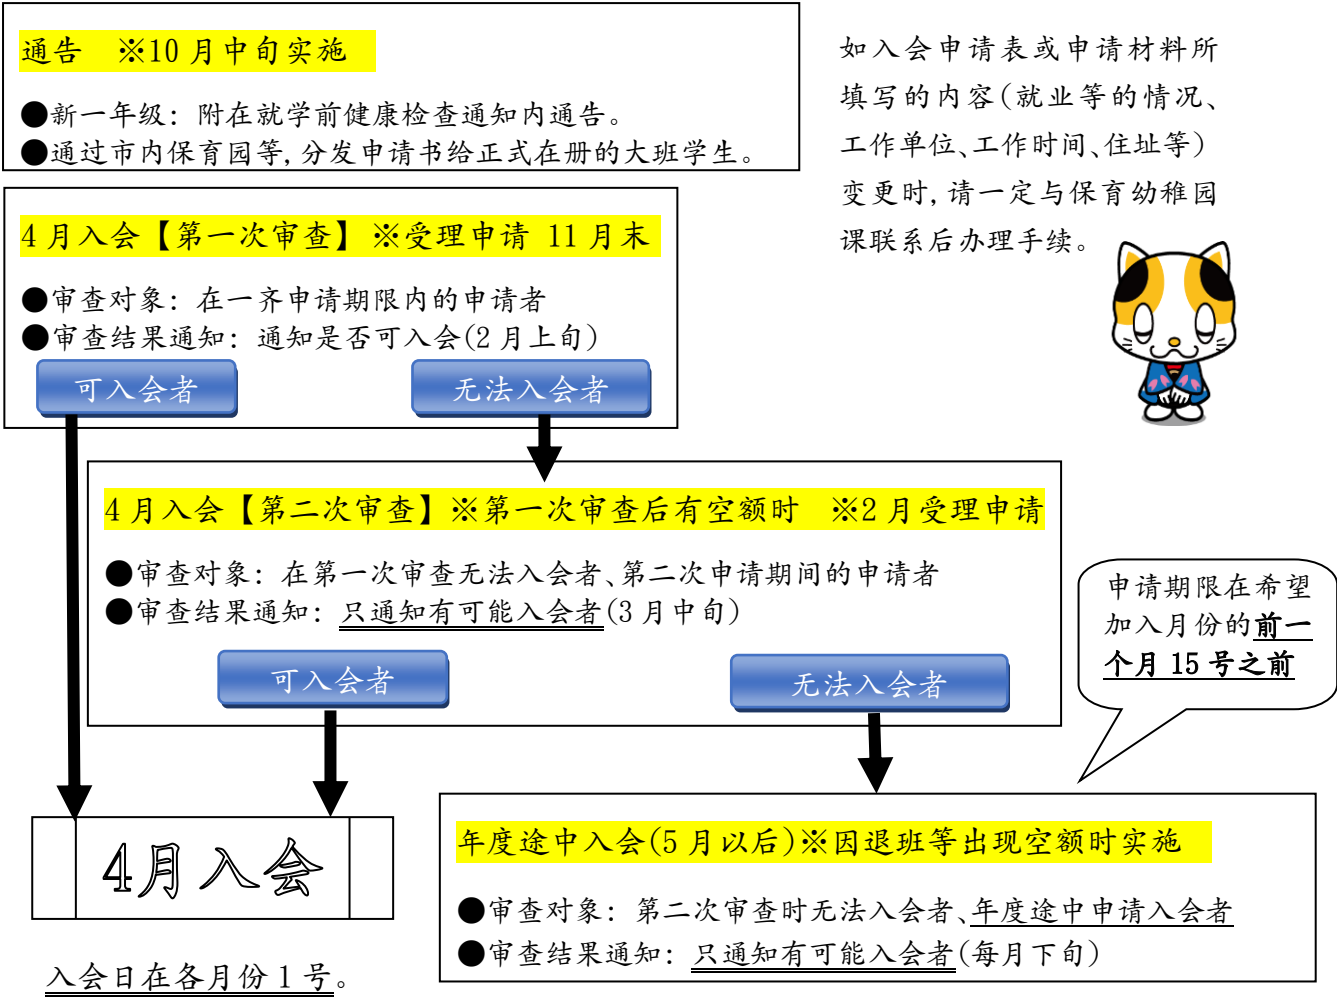 通告　※10月中旬实施
●新一年级：附在就学前健康检查通知内通告。
●通过市内保育园等,分发申请书给正式在册的大班学生。
如入会申请表或申请材料所
填写的内容(就业等的情况、
工作单位、工作时间、住址等)
变更时,请一定与保育幼稚园
课联系后办理手续。
4月入会【第一次审查】※受理申请 11月末
●审查对象：在一齐申请期限内的申请者
●审查结果通知：通知是否可入会(2月上旬)
可入会者
无法入会者
4月入会【第二次审查】※第一次审查后有空额时　※2月受理申请
●审查对象：在第一次审查无法入会者、第二次申请期间的申请者
●审查结果通知：只通知有可能入会者(3月中旬)
可入会者
无法入会者
申请期限在希望
加入月份的前一
个月15号之前
4月入会
年度途中入会(5月以后)※因退班等出现空额时实施
●审查对象：第二次审查时无法入会者、年度途中申请入会者
●审查结果通知：只通知有可能入会者(每月下旬)
入会日在各月份1号。